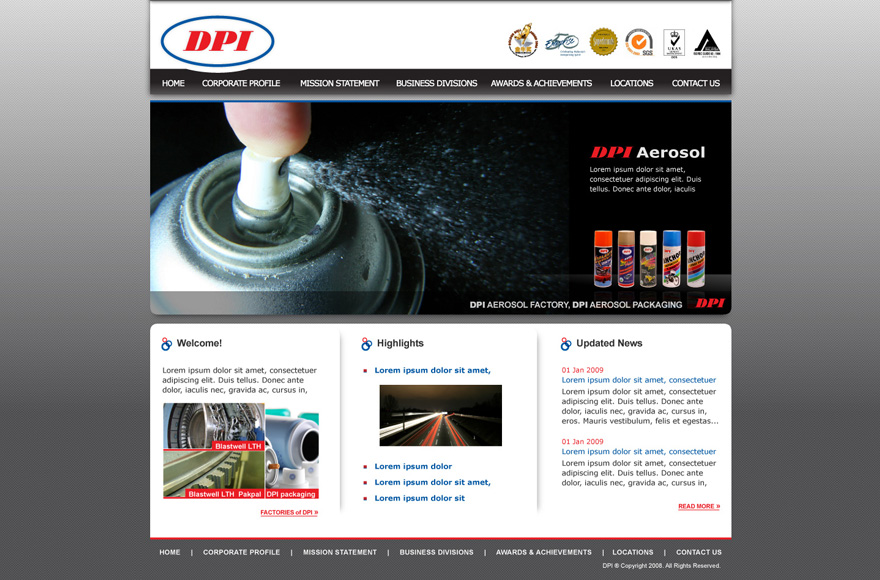 DPI
SGS
UKAS
HOME CORPORATE PROFILE MISSION STATEMENT BUSINESS DIVISIONS AWARDS & ACHIEVEMENTS LOCATIONS CONTACT US
DPI Aerosol
Lorem ipsum dolor sit amet,
consectetuer adipiscing elit. Duis
tellus. Donec ante dolor, iaculis
ANCHOR
ANCHOR
DPI AEROSOL FACTORY, DPI AEROSOL PACKAGING DPI
Welcome!
Lorem ipsum dolor sit amet, consectetuer
adipiscing elit. Duis tellus. Donec ante
dolor, iaculis nec, gravida ac, cursus in,
Blastwell LTH
Blastwell LTH Pakpal DPI packaging
FACTORIES of DPI »
Highlights
Lorem ipsum dolor sit amet,
Lorem ipsum dolor
Lorem ipsum dolor sit amet,
Lorem ipsum dolor sit
Updated News
01 Jan 2009
Lorem ipsum dolor sit amet, consectetuer
Lorem ipsum dolor sit amet, consectetuer
adipiscing elit. Duis tellus. Donec ante
dolor, iaculis nec, gravida ac, cursus in,
eros. Mauris vestibulum, felis et egestas...
01 Jan 2009
Lorem ipsum dolor sit amet, consectetuer
Lorem ipsum dolor sit amet, consectetuer
adipiscing elit. Duis tellus. Donec ante
dolor, iaculis nec, gravida ac, cursus in,
READ MORE »
HOME | CORPORATE PROFILE | MISSION STATEMENT | BUSINESS DIVISIONS | AWARDS & ACHIEVEMENTS | LOCATIONS | CONTACT US
DPI ® Copyright 2008. All Rights Reserved.